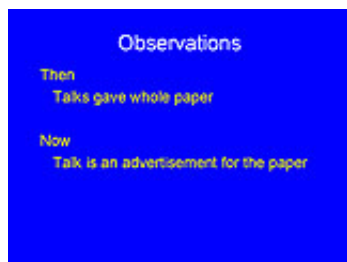 Observations
Then
Talks gave whole paper
Now
Talk is an advertisement for the paper